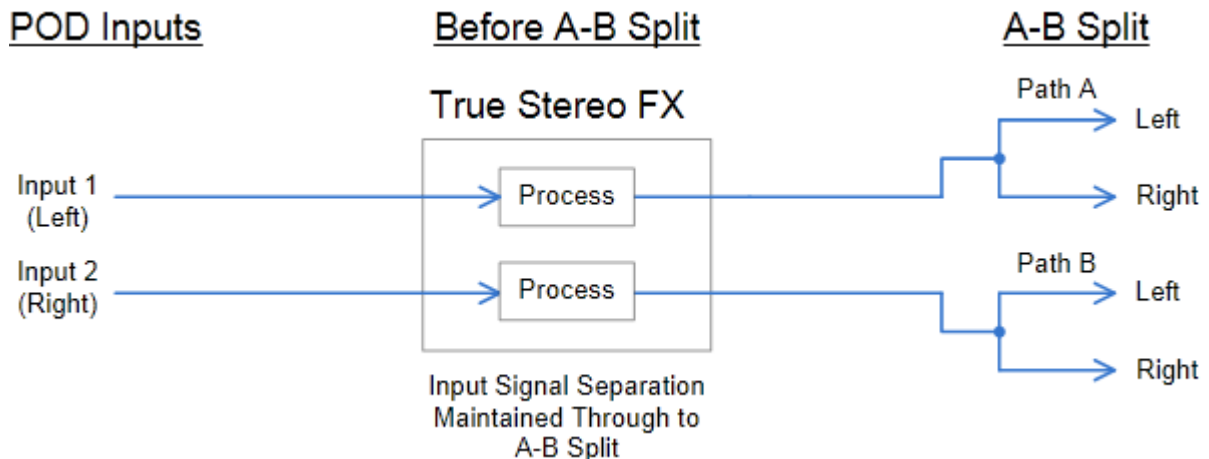 POD Inputs
Before A-B Split
A-B Split
True Stereo FX
Path A
Left
Input 1
(Left)
Process
Right
Input 2
(Right)
Process
Path B
Left
Right
Input Signal Separation
Maintained Through to
A-B Split